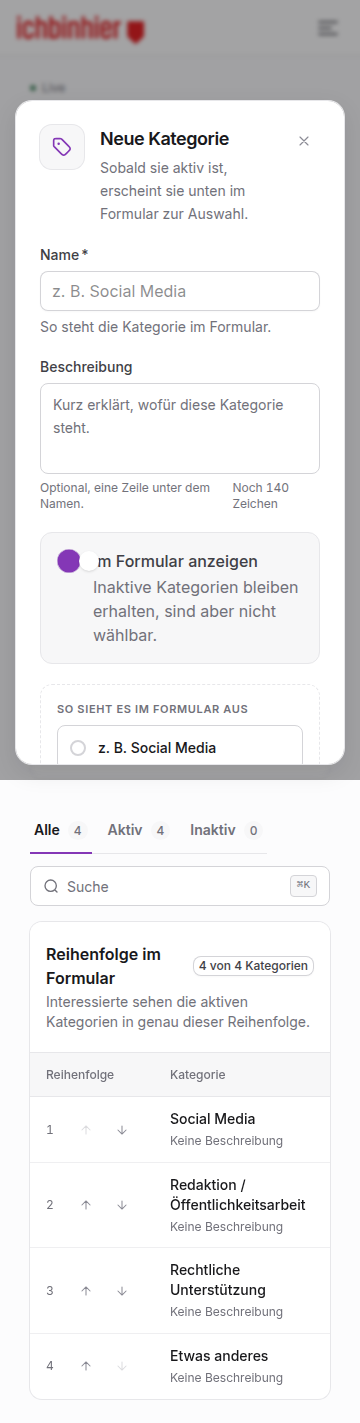 ichbinhier
Live
Neue Kategorie
Sobald sie aktiv ist,
erscheint sie unten im
Formular zur Auswahl.
Name *
z. B. Social Media
So steht die Kategorie im Formular.
Beschreibung
Kurz erklärt, wofür diese Kategorie
steht.
Optional, eine Zeile unter dem
Namen.
Noch 140
Zeichen
m Formular anzeigen
Inaktive Kategorien bleiben
erhalten, sind aber nicht
wählbar.
SO SIEHT ES IM FORMULAR AUS
z. B. Social Media
Alle 4 Aktiv 4 Inaktiv 0
Suche ⌘K
Reihenfolge im
Formular
4 von 4 Kategorien
Interessierte sehen die aktiven
Kategorien in genau dieser Reihenfolge.
Reihenfolge Kategorie
1 ↑ ↓ Social Media
Keine Beschreibung
2 ↑ ↓ Redaktion /
Öffentlichkeitsarbeit
Keine Beschreibung
3 ↑ ↓ Rechtliche
Unterstützung
Keine Beschreibung
4 ↑ ↓ Etwas anderes
Keine Beschreibung